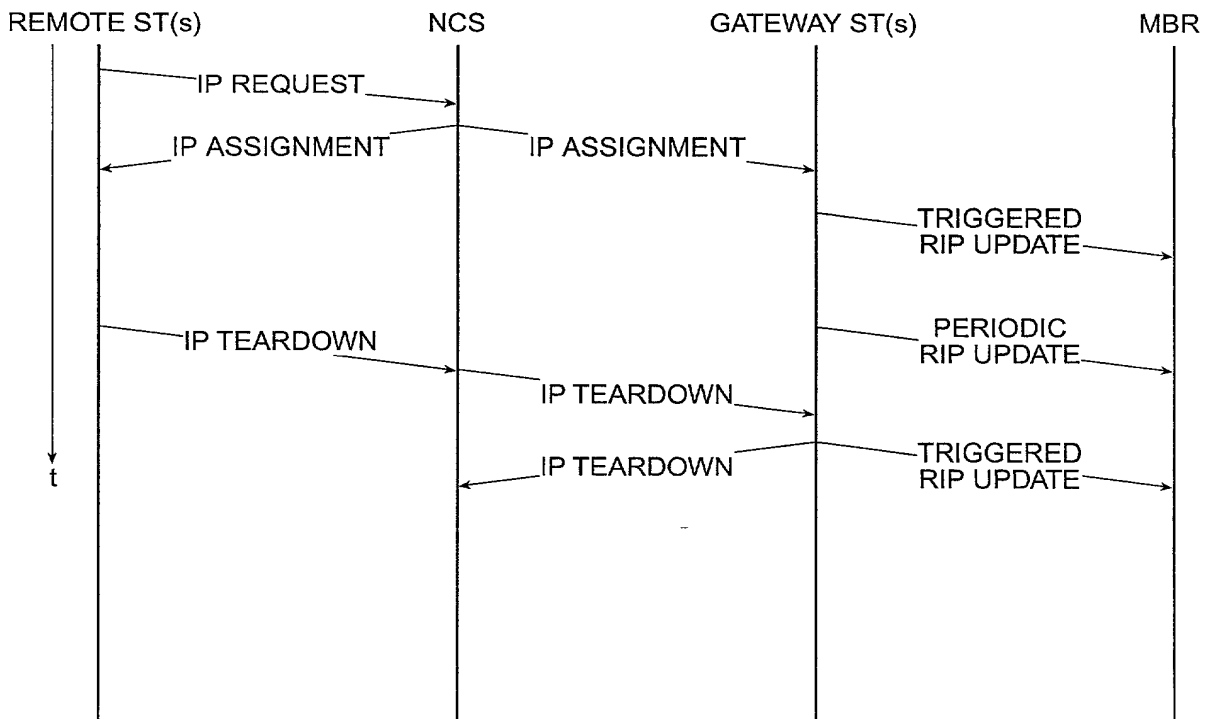 REMOTE ST(s) NCS GATEWAY ST(s) MBR
IP REQUEST
IP ASSIGNMENT IP ASSIGNMENT
TRIGGERED
RIP UPDATE
IP TEARDOWN
PERIODIC
RIP UPDATE
IP TEARDOWN
IP TEARDOWN
TRIGGERED
RIP UPDATE
t